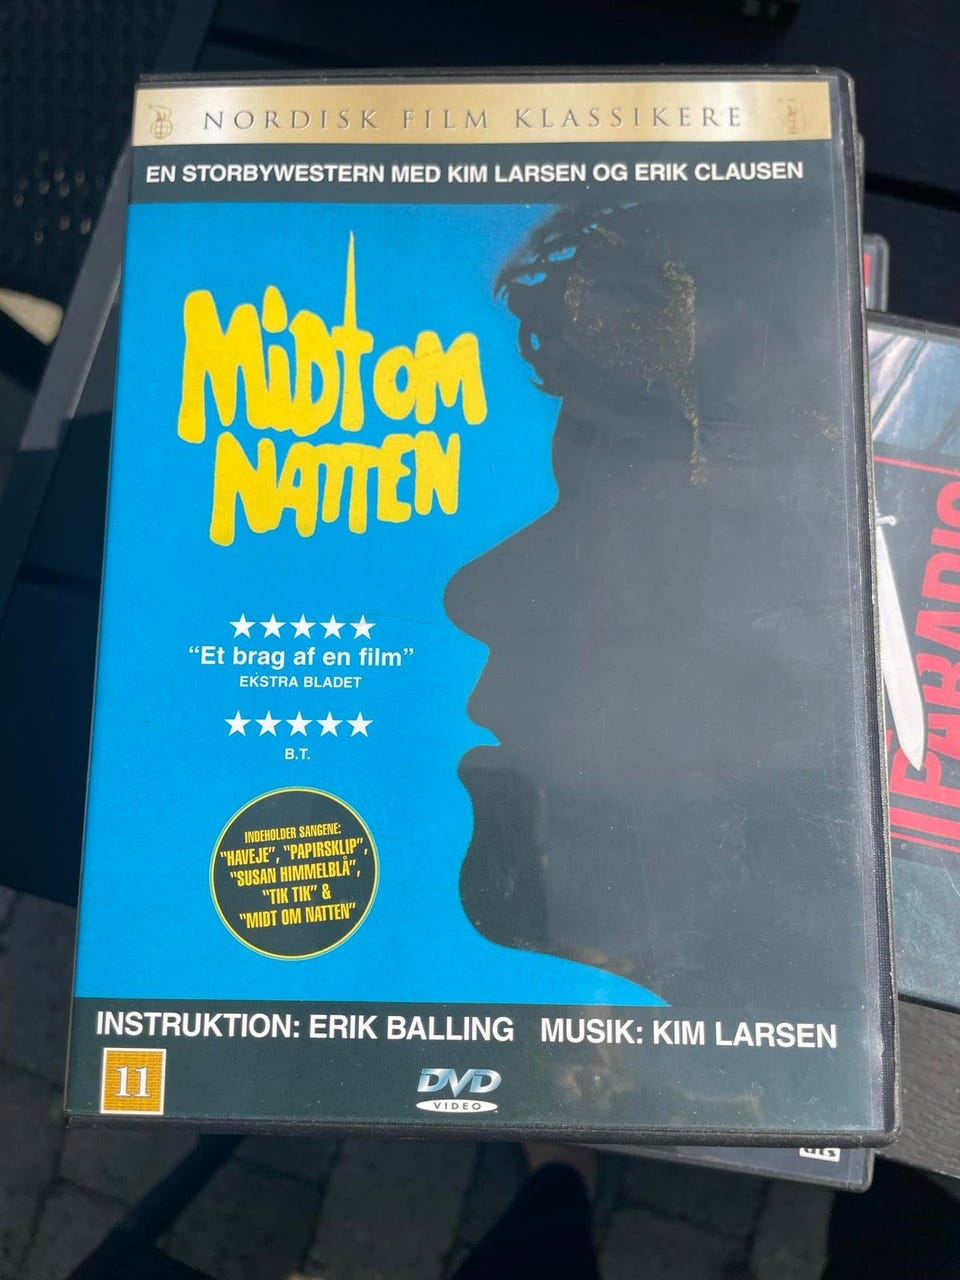 NORDISK FILM KLASSIKERE
EN STORBYWESTERN MED KIM LARSEN OG ERIK CLAUSEN
MiDT OM
NATTEN
"Et brag af en film"
EKSTRA BLADET
B.T.
INDEHOLDER SANGENE:
"HAVEJE", "PAPIRSKLIP",
"SUSAN HIMMELBLÅ",
"TIK TIK" &
"MIDT OM NATTEN"
INSTRUKTION: ERIK BALLING MUSIK: KIM LARSEN
11
DVD
VIDEO
PARADIS